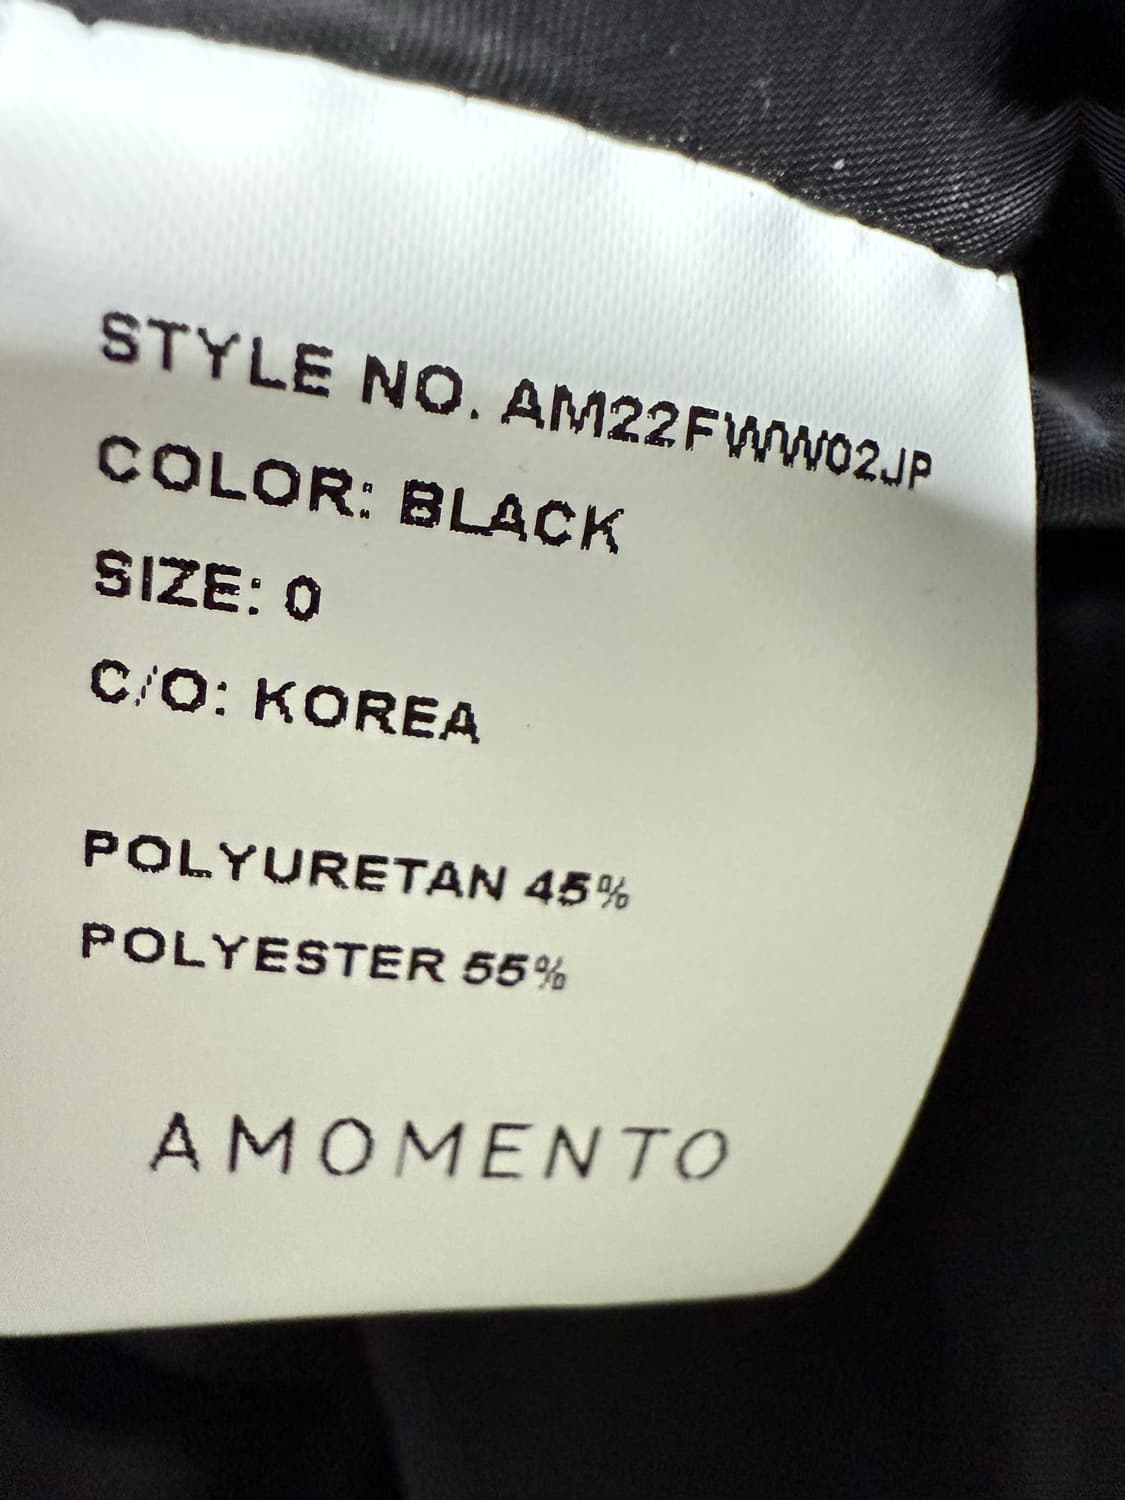 STYLE NO. AM22FWW02JP
COLOR: BLACK
SIZE: 0
C/O: KOREA
POLYURETAN 45%
POLYESTER 55%
AMOMENTO